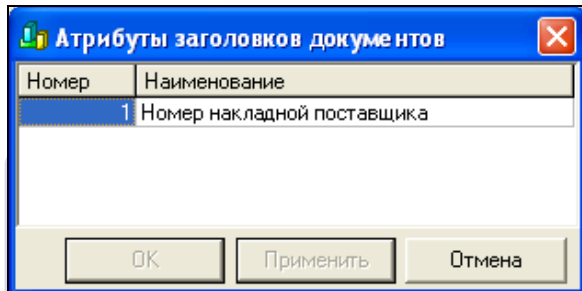 Атрибуты заголовков документов
Номер Наименование
1 Номер накладной поставщика
OK Применить Отмена